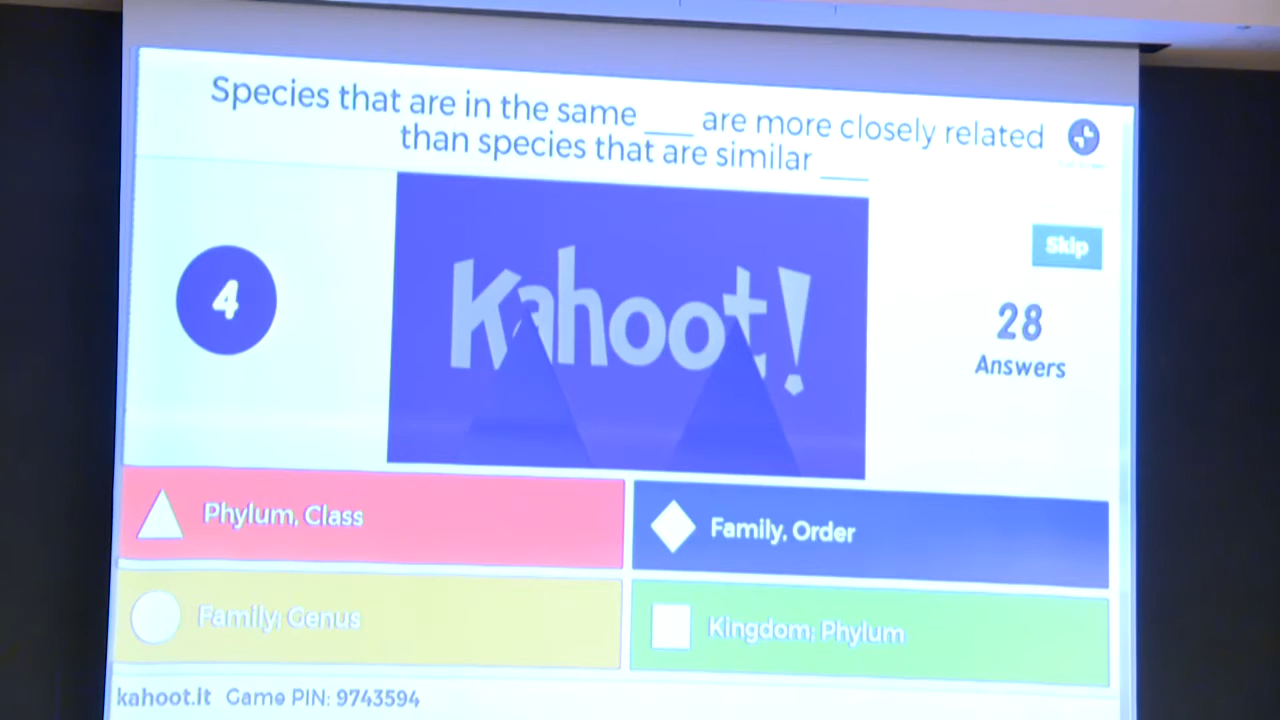 Species that are in the same ___ are more closely related
than species that are similar ___
4
Kahoot!
Skip
28
Answers
Phylum, Class
Family, Order
Family; Genus
Kingdom; Phylum
kahoot.it Game PIN: 9743594